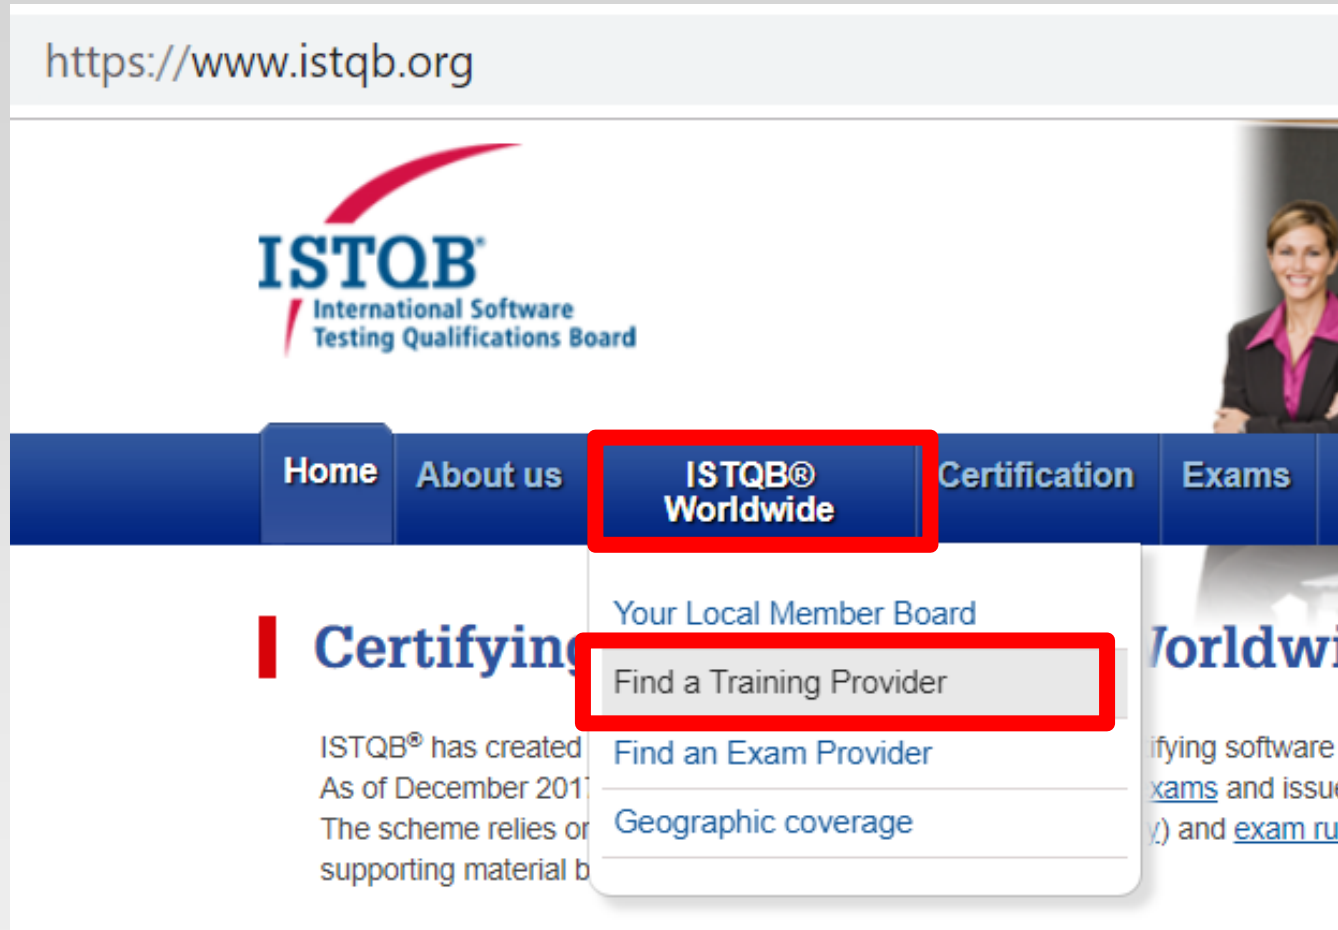 https://www.istqb.org
ISTQB®
International Software
Testing Qualifications Board
Home
About us
ISTQB®
Worldwide
Certification
Exams
Your Local Member Board
Find a Training Provider
Find an Exam Provider
Geographic coverage
Certifying
ISTQB® has created
software
As of December 201
xams and issu
The scheme relies or
) and exam ru
supporting material b